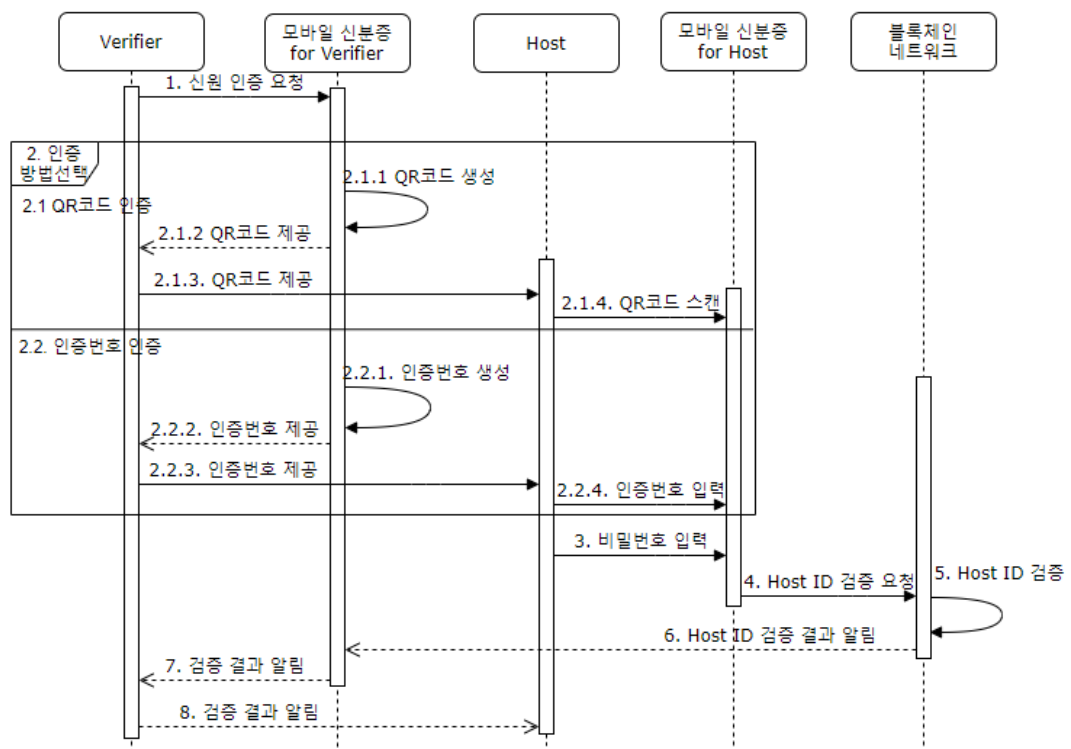 Verifier
모바일 신분증
for Verifier
Host
모바일 신분증
for Host
블록체인
네트워크
1. 신원 인증 요청
2. 인증
방법선택
2.1.1 QR코드 생성
2.1 QR코드 인증
2.1.2 QR코드 제공
2.1.3. QR코드 제공
2.1.4. QR코드 스캔
2.2. 인증번호 인증
2.2.1. 인증번호 생성
2.2.2. 인증번호 제공
2.2.3. 인증번호 제공
2.2.4. 인증번호 입력
3. 비밀번호 입력
4. Host ID 검증 요청
5. Host ID 검증
6. Host ID 검증 결과 알림
7. 검증 결과 알림
8. 검증 결과 알림